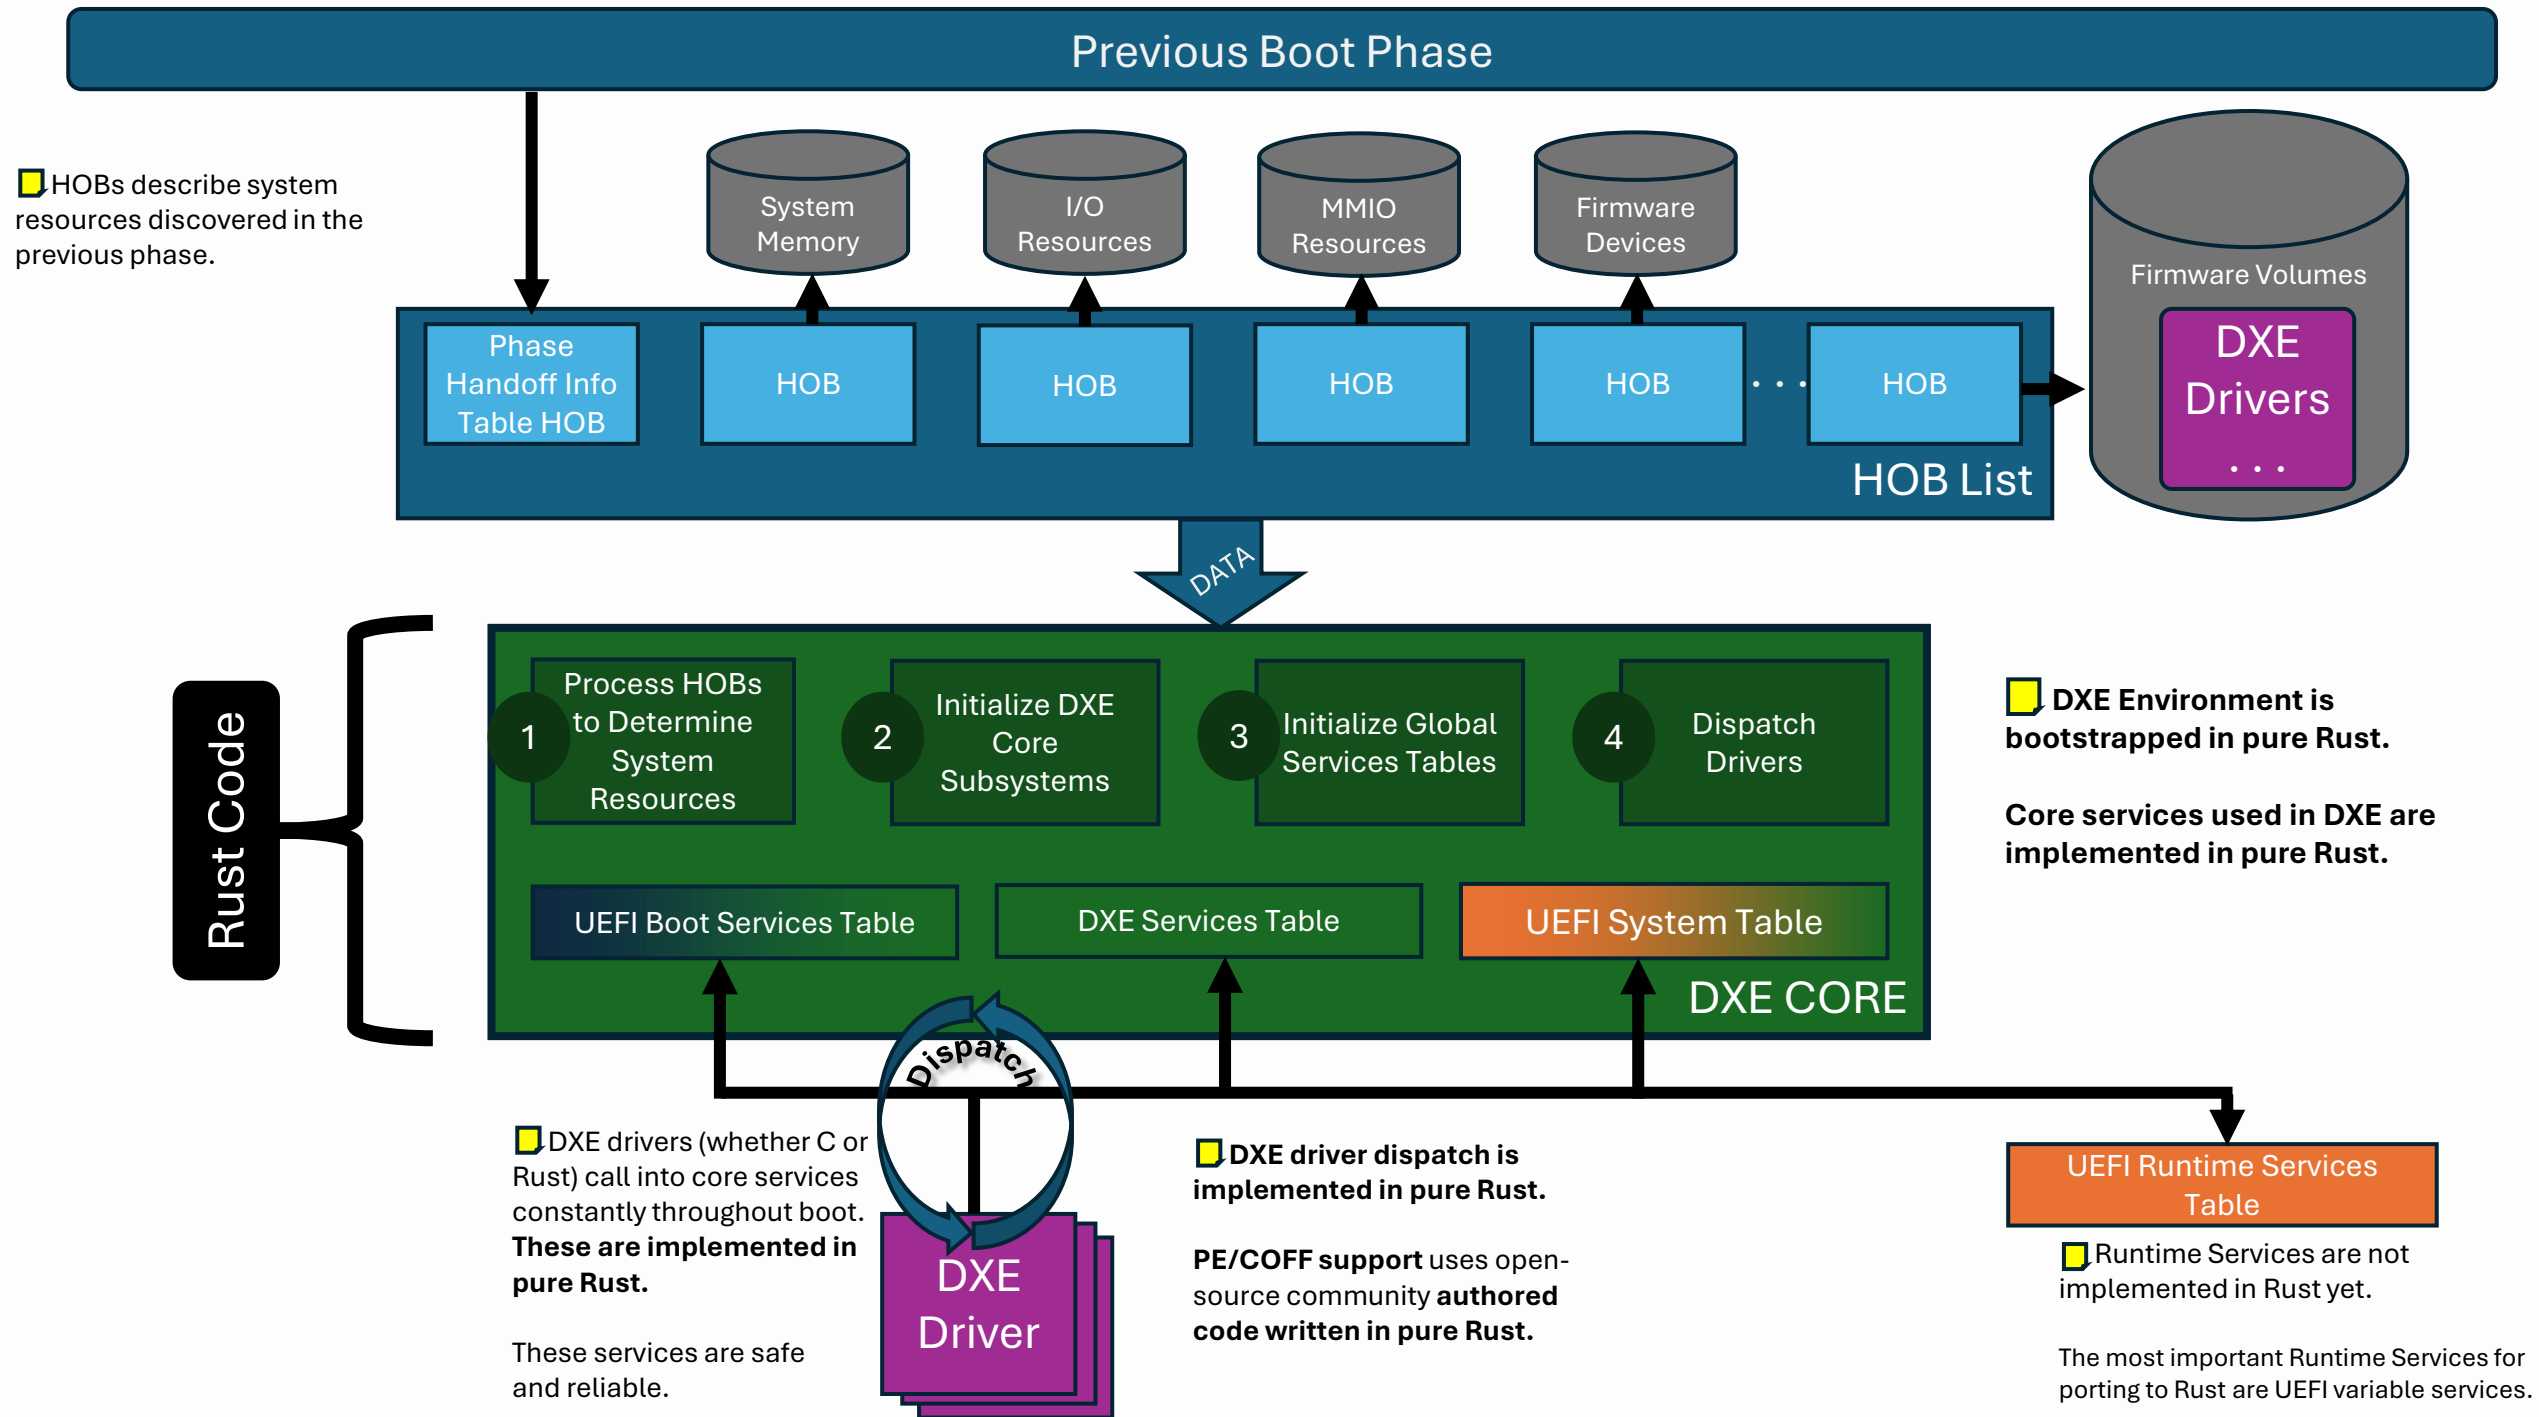 Previous Boot Phase
HOBs describe system
resources discovered in the
previous phase.
System
Memory
I/O
Resources
MMIO
Resources
Firmware
Devices
Firmware Volumes
DXE
Drivers
. . .
Phase
Handoff Info
Table HOB
HOB
HOB
HOB
HOB
. . .
HOB
HOB List
DATA
Rust Code
1
Process HOBs
to Determine
System
Resources
2
Initialize DXE
Core
Subsystems
3
Initialize Global
Services Tables
4
Dispatch
Drivers
DXE Environment is
bootstrapped in pure Rust.
Core services used in DXE are
implemented in pure Rust.
UEFI Boot Services Table
DXE Services Table
UEFI System Table
DXE CORE
Dispatch
DXE drivers (whether C or
Rust) call into core services
constantly throughout boot.
These are implemented in
pure Rust.
These services are safe
and reliable.
DXE
Driver
DXE driver dispatch is
implemented in pure Rust.
PE/COFF support uses open-
source community authored
code written in pure Rust.
UEFI Runtime Services
Table
Runtime Services are not
implemented in Rust yet.
The most important Runtime Services for
porting to Rust are UEFI variable services.